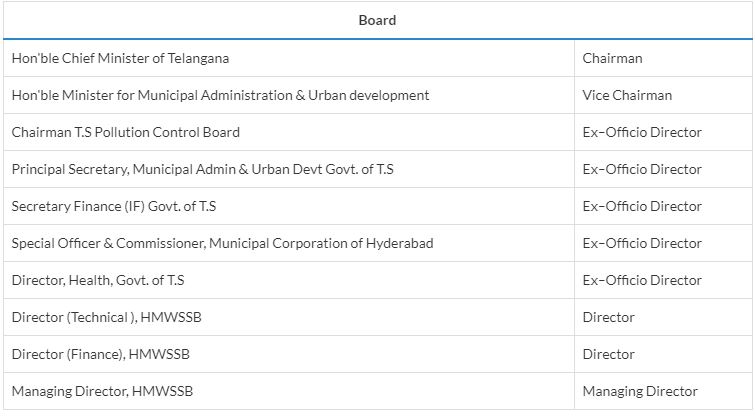 Board
Hon'ble Chief Minister of Telangana Chairman
Hon'ble Minister for Municipal Administration & Urban development Vice Chairman
Chairman T.S Pollution Control Board Ex–Officio Director
Principal Secretary, Municipal Admin & Urban Devt Govt. of T.S Ex–Officio Director
Secretary Finance (IF) Govt. of T.S Ex–Officio Director
Special Officer & Commissioner, Municipal Corporation of Hyderabad Ex–Officio Director
Director, Health, Govt. of T.S Ex–Officio Director
Director (Technical ), HMWSSB Director
Director (Finance), HMWSSB Director
Managing Director, HMWSSB Managing Director